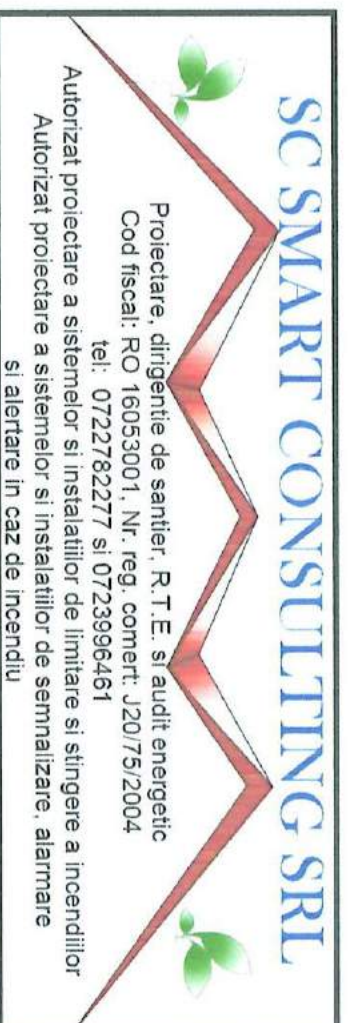 SC SMART CONSULTING SRL
Proiectare, dirigentie de santier, R.T.E. si audit energetic
Cod fiscal: RO 16053001, Nr. reg. comert: J20/75/2004
tel: 0722782277 si 0723996461
Autorizat proiectare a sistemelor si instalatiilor de limitare si stingere a incendiilor
Autorizat proiectare a sistemelor si instalatiilor de semnalizare, alarmare
si alertare in caz de incendiu